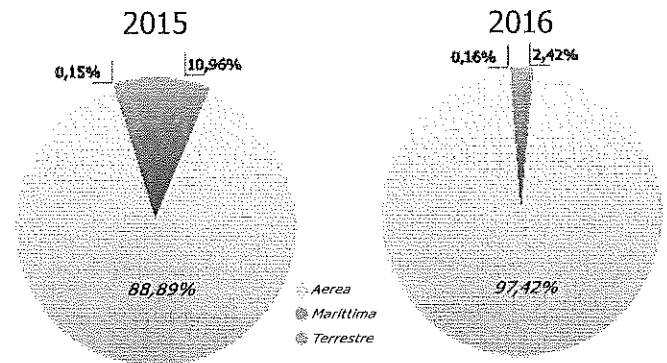 2015
0,15%
10,96%
88,89%
Aerea
Marittima
Terrestre
2016
0,16%
2,42%
97,42%